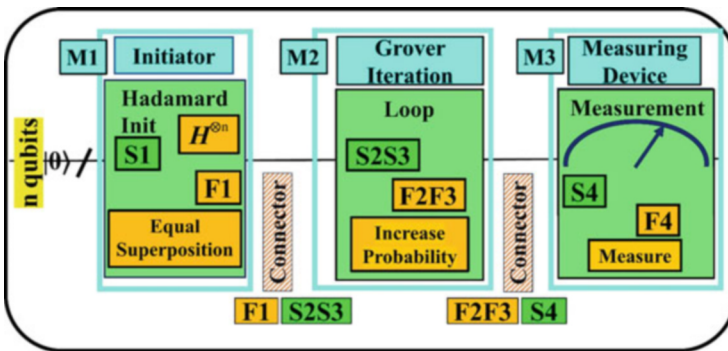 M1
Initiator
Hadamard
Init
H⊗n
S1
F1
Equal
Superposition
n qubits
|0⟩
Connector
F1 S2S3
M2
Grover
Iteration
Loop
S2S3
F2F3
Increase
Probability
Connector
F2F3 S4
M3
Measuring
Device
Measurement
S4
F4
Measure